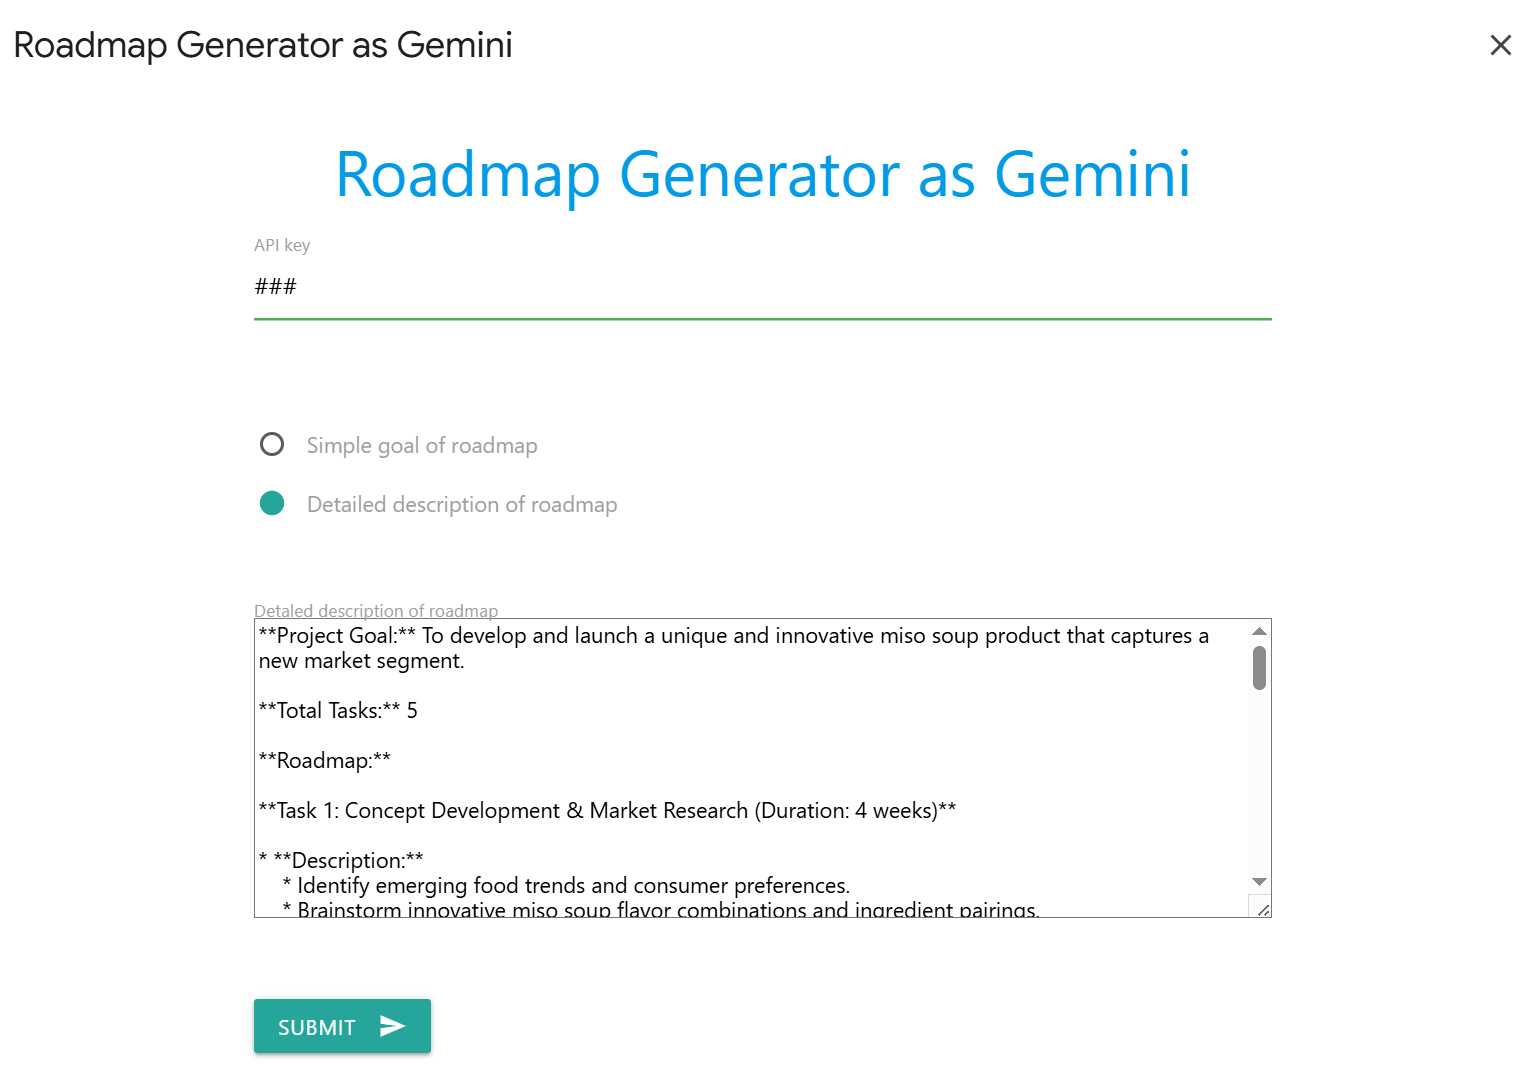 Roadmap Generator as Gemini
Roadmap Generator as Gemini
API key
###
Simple goal of roadmap
Detailed description of roadmap
Detaled description of roadmap
**Project Goal:** To develop and launch a unique and innovative miso soup product that captures a
new market segment.
**Total Tasks:** 5
**Roadmap:**
**Task 1: Concept Development & Market Research (Duration: 4 weeks)**
* **Description:**
* Identify emerging food trends and consumer preferences.
* Brainstorm innovative miso soup flavor combinations and ingredient pairings.
SUBMIT